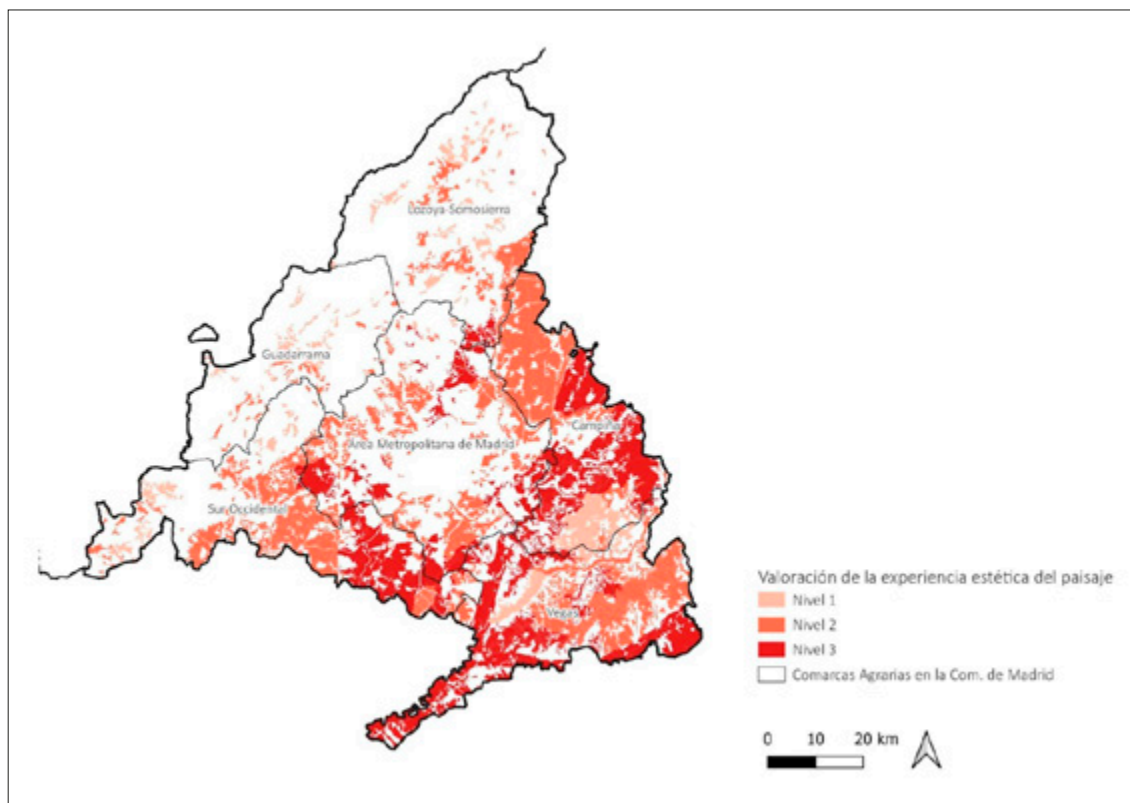 Lozoya-Somosierra
Guadarrama
Campiña
Área Metropolitana de Madrid
Sur Occidental
Vegas
Valoración de la experiencia estética del paisaje
Nivel 1
Nivel 2
Nivel 3
Comarcas Agrarias en la Com. de Madrid
0 10 20 km